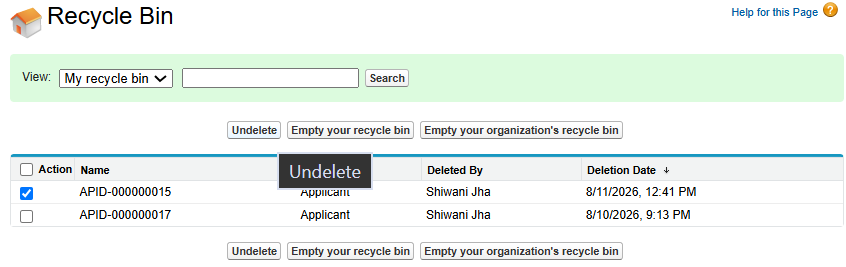 Recycle Bin
Help for this Page ?
View: My recycle bin Search
Undelete Empty your recycle bin Empty your organization's recycle bin
Undelete
Action Name Deleted By Deletion Date
APID-000000015 Applicant Shiwani Jha 8/11/2026, 12:41 PM
APID-000000017 Applicant Shiwani Jha 8/10/2026, 9:13 PM
Undelete Empty your recycle bin Empty your organization's recycle bin